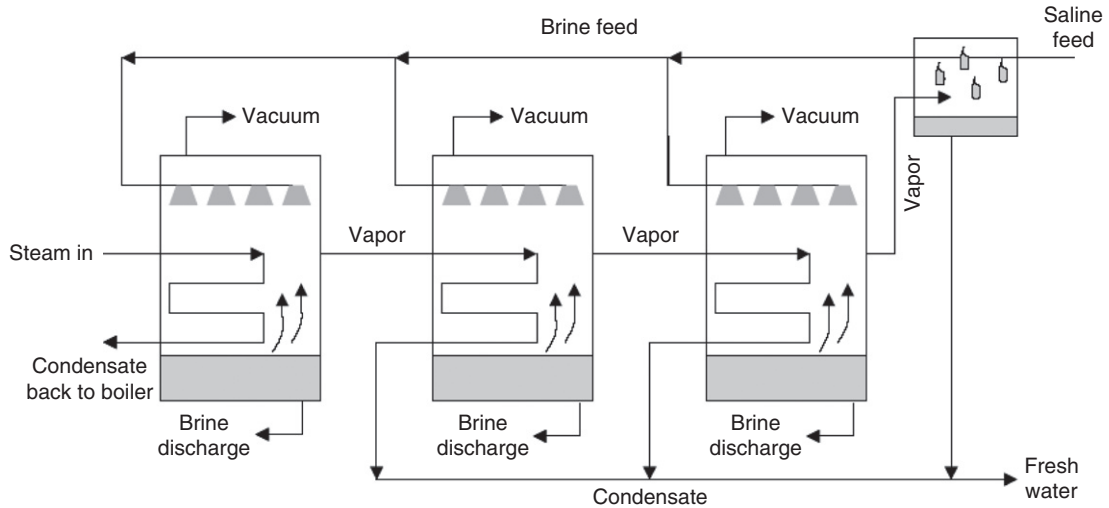 Brine feed
Saline
feed
Vacuum
Vacuum
Vacuum
Vapor
Steam in
Vapor
Vapor
Condensate
back to boiler
Brine
discharge
Brine
discharge
Brine
discharge
Condensate
Fresh
water